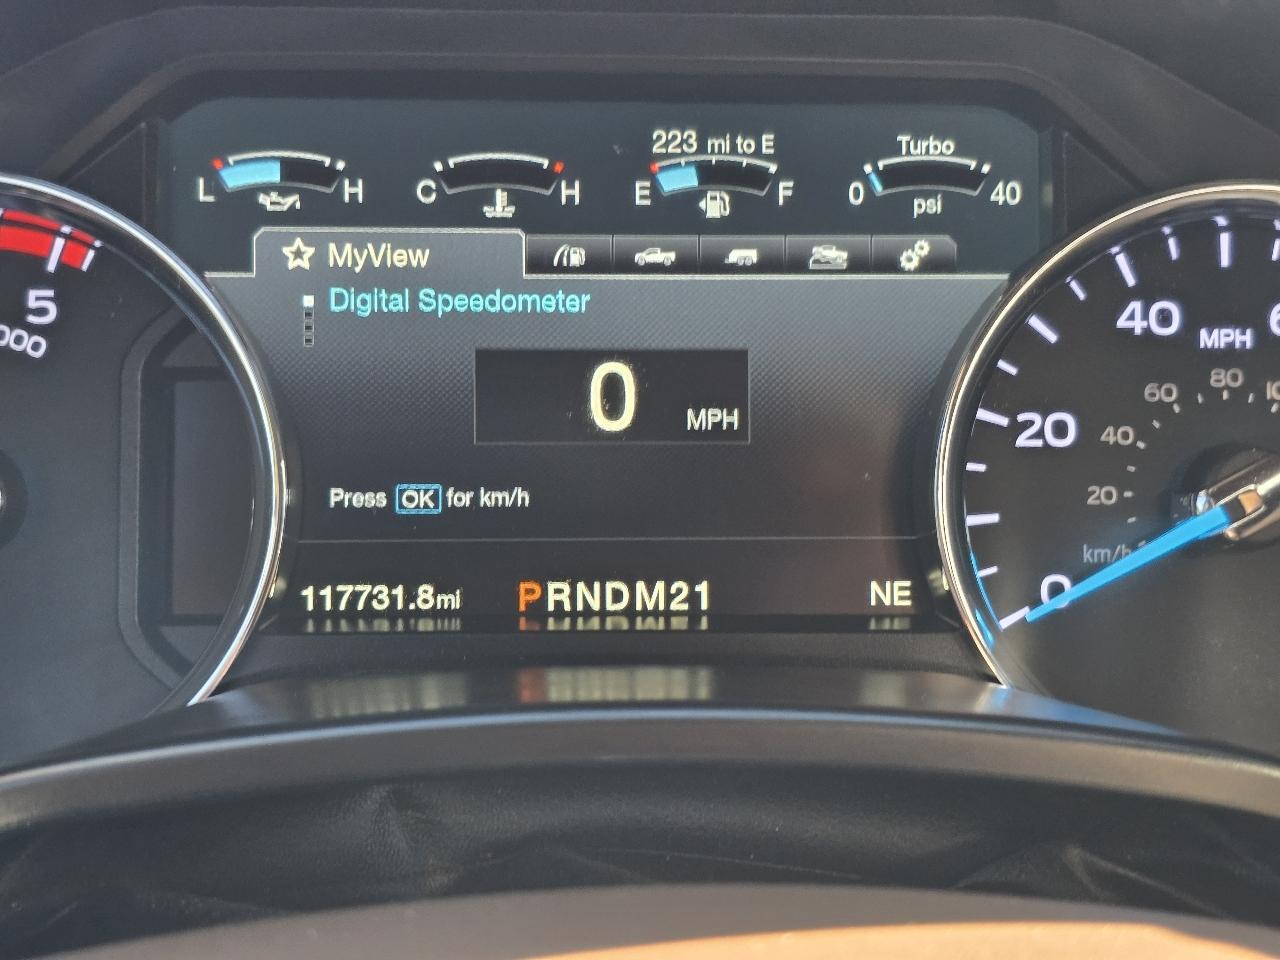 223 mi to E
Turbo
L H
C H
E F
0 40
psi
MyView
Digital Speedometer
0 MPH
Press OK for km/h
117731.8mi
PRNDM21
NE
5
000
40
MPH
20
0
80
60
40
20
km/h